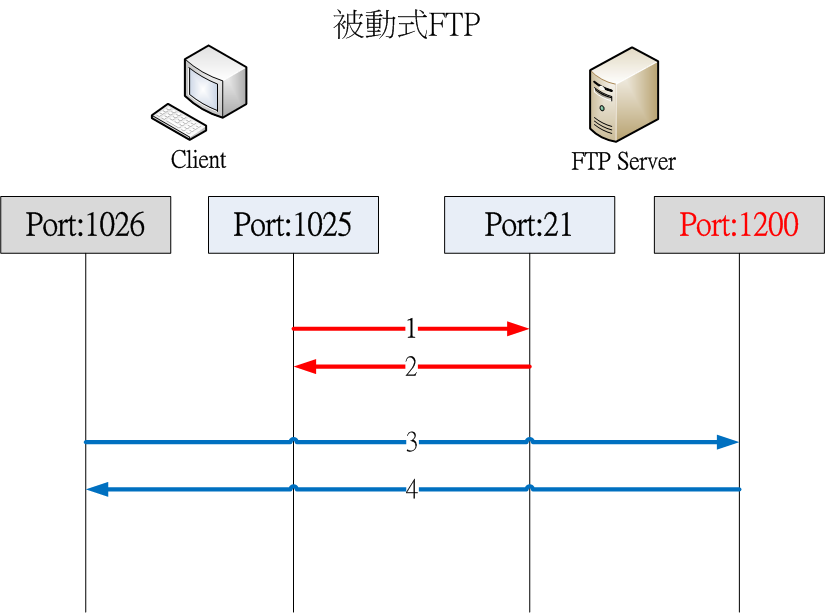 被動式FTP
Client
FTP Server
Port:1026
Port:1025
Port:21
Port:1200
1
2
3
4